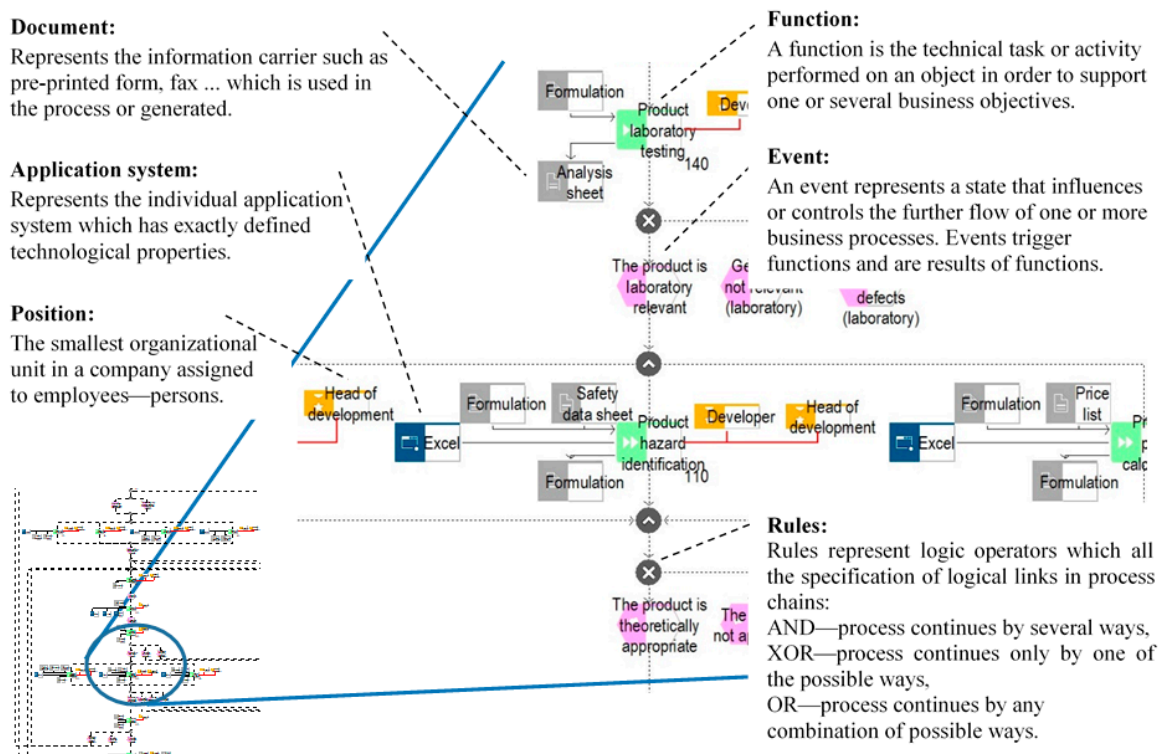 Document:
Represents the information carrier such as
pre-printed form, fax ... which is used in
the process or generated.
Application system:
Represents the individual application
system which has exactly defined
technological properties.
Position:
The smallest organizational
unit in a company assigned
to employees—persons.
Function:
A function is the technical task or activity
performed on an object in order to support
one or several business objectives.
Event:
An event represents a state that influences
or controls the further flow of one or more
business processes. Events trigger
functions and are results of functions.
Formulation
Product
laboratory
testing
140
Analysis
sheet
The product is
laboratory
relevant
not relevant
(laboratory)
defects
(laboratory)
Head of
development
Excel
Formulation
Safety
data sheet
Product
hazard
identification
110
Formulation
Developer
Head of
development
Excel
Formulation
Price
list
Formulation
The product is
theoretically
appropriate
The
Rules:
Rules represent logic operators which all
the specification of logical links in process
chains:
AND—process continues by several ways,
XOR—process continues only by one of
the possible ways,
OR—process continues by any
combination of possible ways.